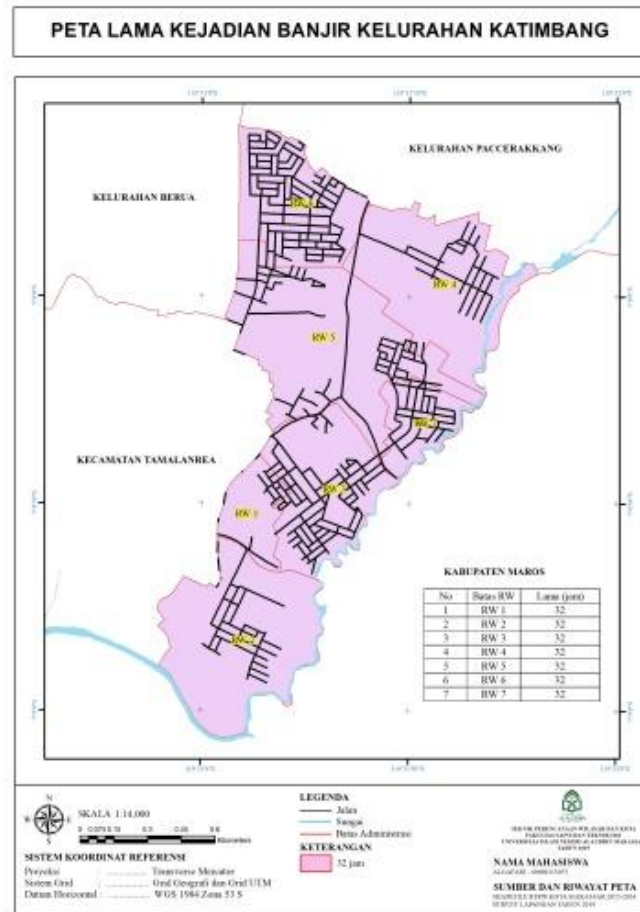 PETA LAMA KEJADIAN BANJIR KELURAHAN KATIMBANG
KELURAHAN PACCERAKKANG
KELURAHAN BERUA
RW 4
RW 5
KECAMATAN TAMALANREA
RW 1
KABUPATEN MAROS
No Batas RW Lama (jam)
1 RW 1 32
2 RW 2 32
3 RW 3 32
4 RW 4 32
5 RW 5 32
6 RW 6 32
7 RW 7 32
N
W E
S
SKALA 1:14,000
Kilometers
LEGENDA
Jalan
Sungai
Batas Administrasi
KETERANGAN
32 jam
SISTEM KOORDINAT REFERENSI
Proyeksi : Transverse Mercator
Sistem Grid : Grid Geografi dan Grid UTM
Datum Horizontal : WGS 1984 Zona 53 S
NAMA MAHASISWA
SUMBER DAN RIWAYAT PETA